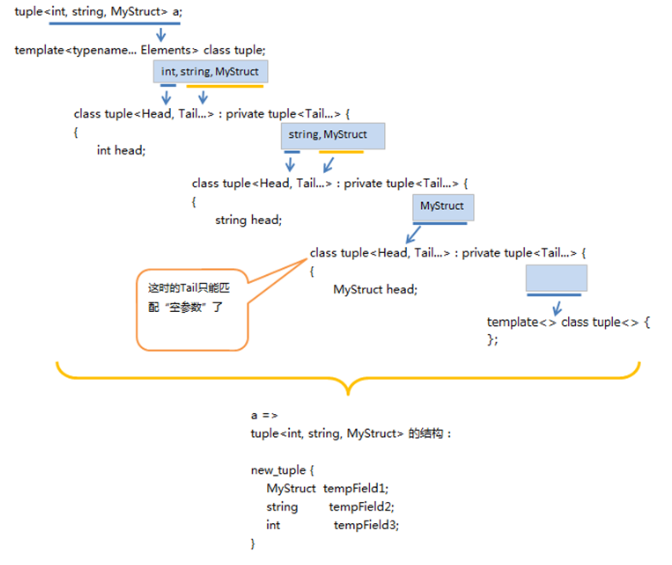 tuple<int, string, MyStruct> a;
template<typename... Elements> class tuple;
int, string, MyStruct
class tuple<Head, Tail...> : private tuple<Tail...> {
{
int head;
string, MyStruct
class tuple<Head, Tail...> : private tuple<Tail...> {
{
string head;
MyStruct
class tuple<Head, Tail...> : private tuple<Tail...> {
{
MyStruct head;
这时的Tail只能匹
配“空参数”了
template<> class tuple<> {
};
a =>
tuple<int, string, MyStruct> 的结构：
new_tuple {
MyStruct tempField1;
string tempField2;
int tempField3;
}